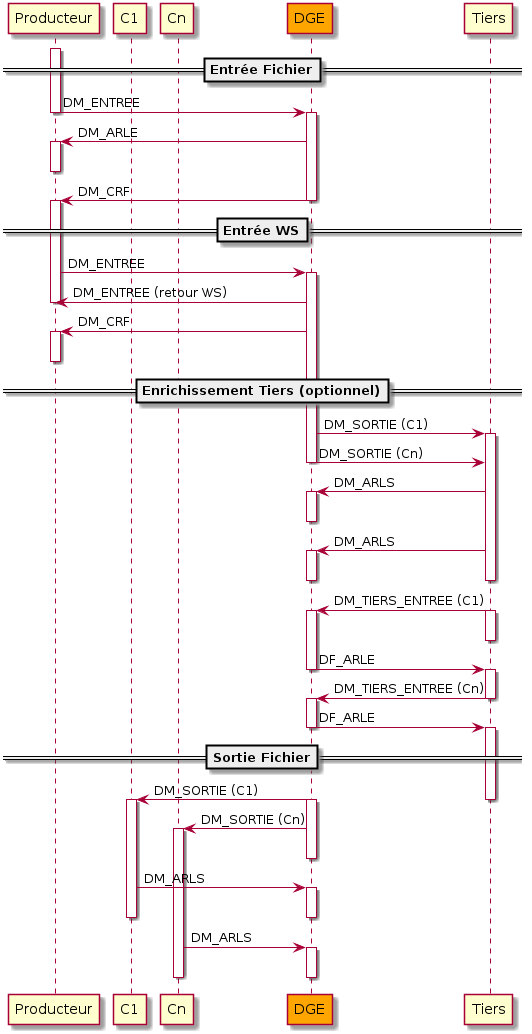 Producteur C1 Cn DGE Tiers
Entrée Fichier
DM_ENTREE
DM_ARLE
DM_CRF
Entrée WS
DM_ENTREE
DM_ENTREE (retour WS)
DM_CRF
Enrichissement Tiers (optionnel)
DM_SORTIE (C1)
DM_SORTIE (Cn)
DM_ARLS
DM_ARLS
DM_TIERS_ENTREE (C1)
DF_ARLE
DM_TIERS_ENTREE (Cn)
DF_ARLE
Sortie Fichier
DM_SORTIE (C1)
DM_SORTIE (Cn)
DM_ARLS
DM_ARLS
Producteur C1 Cn DGE Tiers